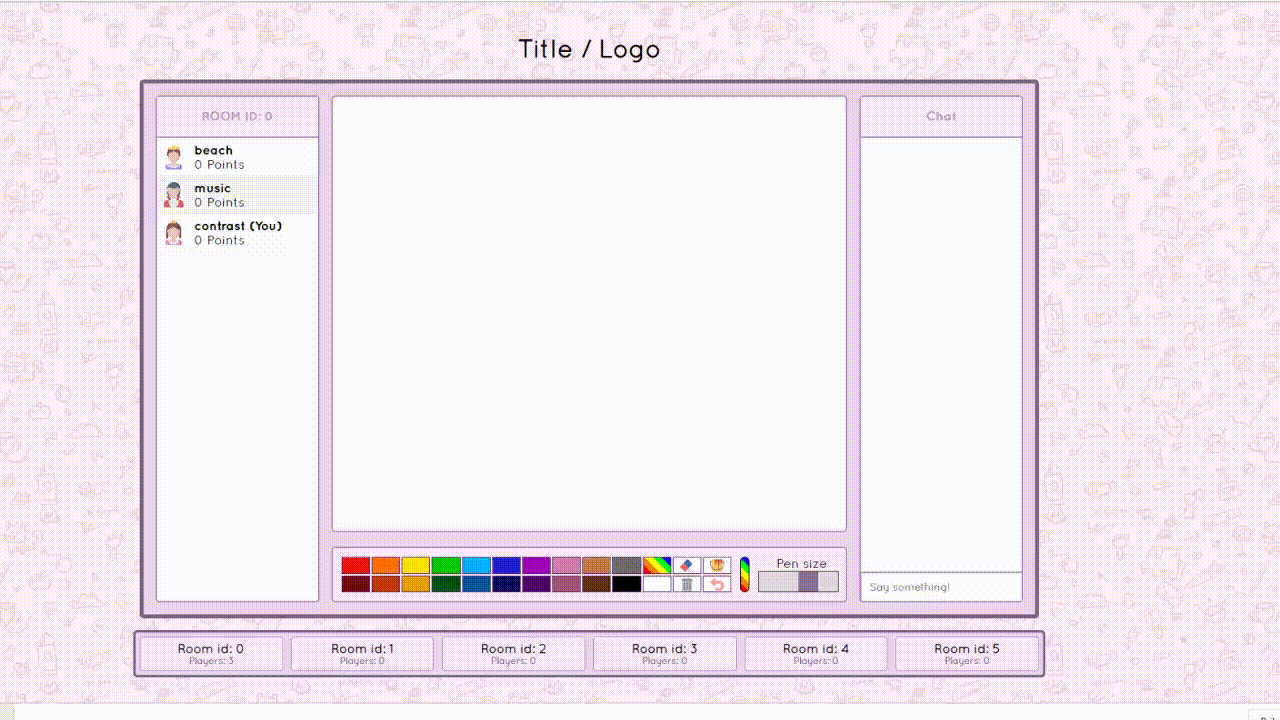 Title / Logo
ROOM ID: 0
beach
0 Points
music
0 Points
contrast (You)
0 Points
Chat
Say something!
Pen size
Room id: 0
Players: 3
Room id: 1
Players: 0
Room id: 2
Players: 0
Room id: 3
Players: 0
Room id: 4
Players: 0
Room id: 5
Players: 0